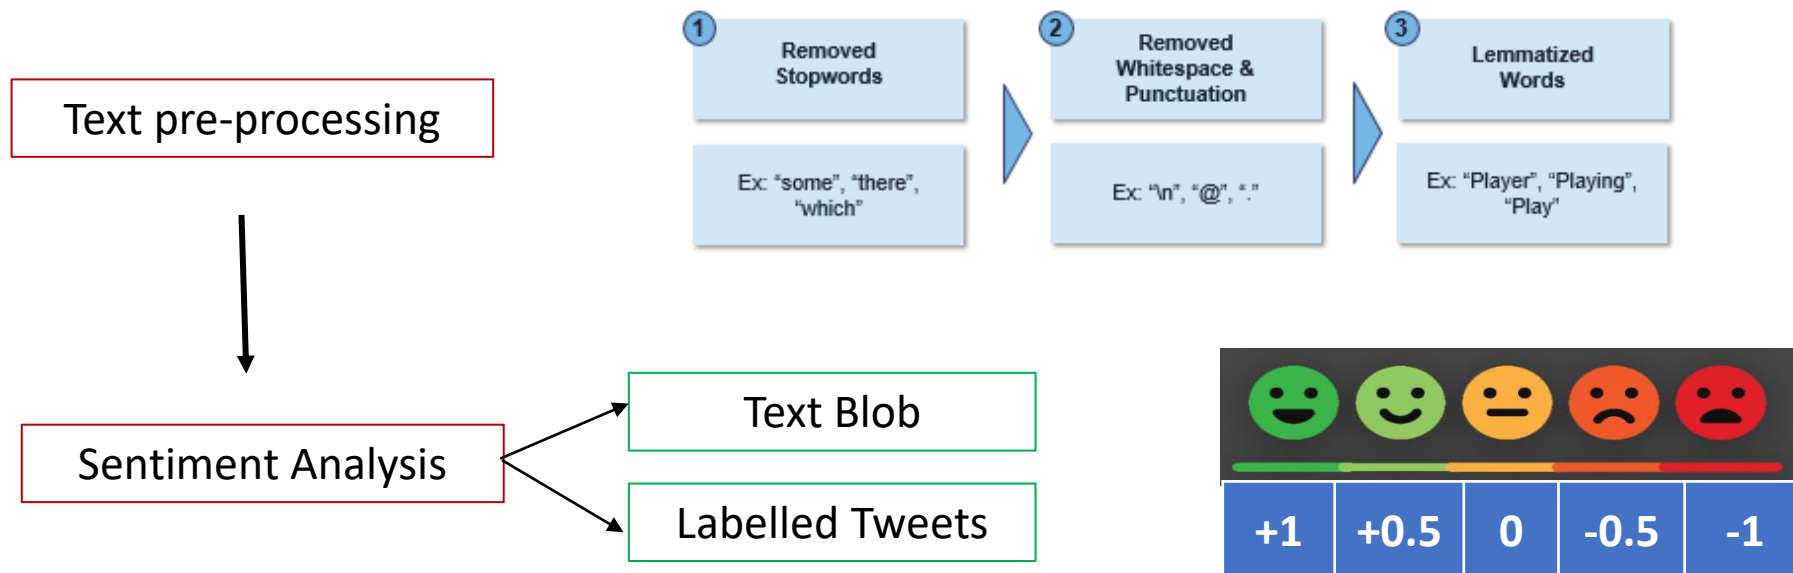 Text pre-processing
1
Removed
Stopwords
Ex: “some”, “there”,
“which”
2
Removed
Whitespace &
Punctuation
Ex: “\n”, “@”, “.”
3
Lemmatized
Words
Ex: “Player”, “Playing”,
“Play”
Sentiment Analysis
Text Blob
Labelled Tweets
+1 +0.5 0 -0.5 -1